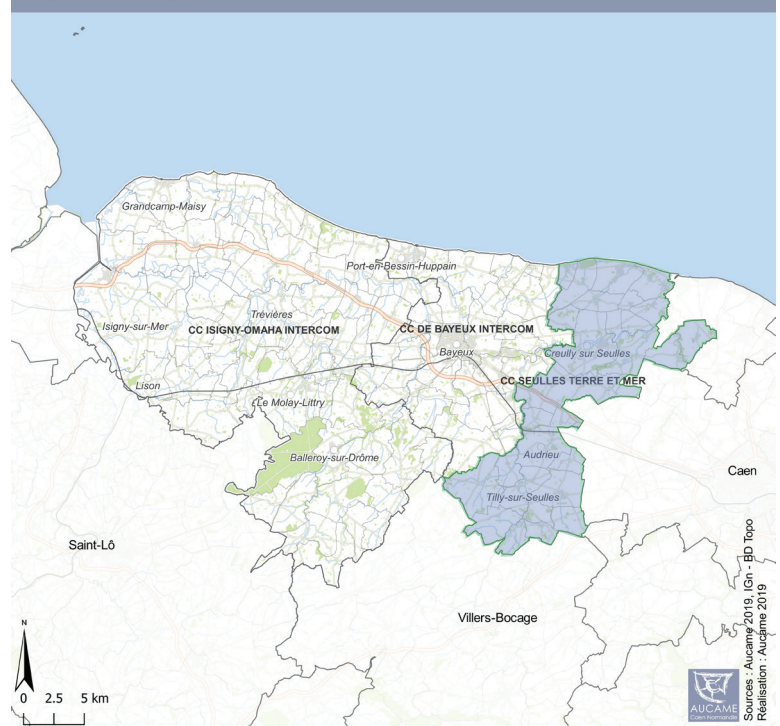 Grandcamp-Maisy
Port-en-Bessin-Huppain
Isigny-sur-Mer
Trévières
CC ISIGNY-OMAHA INTERCOM
CC DE BAYEUX INTERCOM
Bayeux
Creully sur Seulles
CC SEULLES TERRE ET MER
Lison
Le Molay-Littry
Balleroy-sur-Drôme
Audrieu
Tilly-sur-Seulles
Caen
Saint-Lô
Villers-Bocage
N
0 2.5 5 km
AUCAME
Caen Normandie
Sources : Aucame 2019, IGn - BD Topo
Réalisation : Aucame 2019